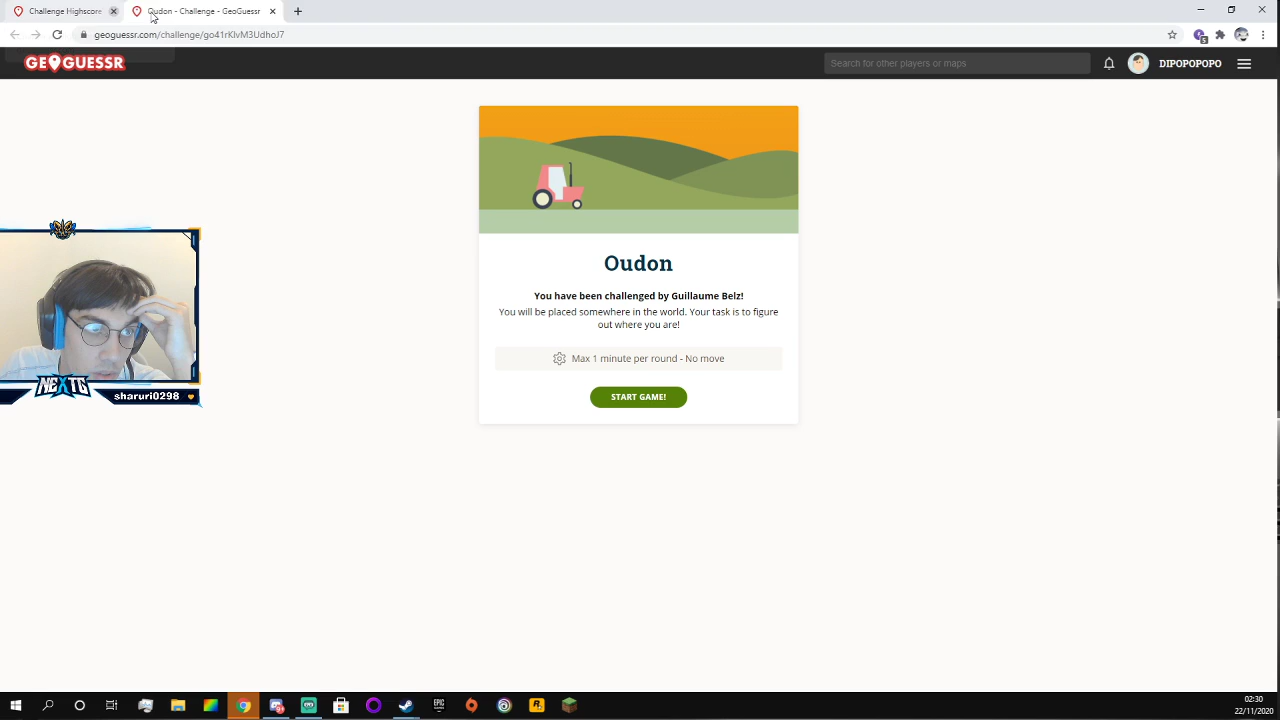 Challenge Highscore
Oudon - Challenge - GeoGuessr
geoguessr.com/challenge/go41rKIvM3UdhoJ7
GEOGUESSR
Search for other players or maps
DIPOPOPOPO
Oudon
You have been challenged by Guillaume Belz!
You will be placed somewhere in the world. Your task is to figure
out where you are!
Max 1 minute per round - No move
START GAME!
NEXTG
sharuri0298
EPIC
GAMES
02:30
22/11/2020